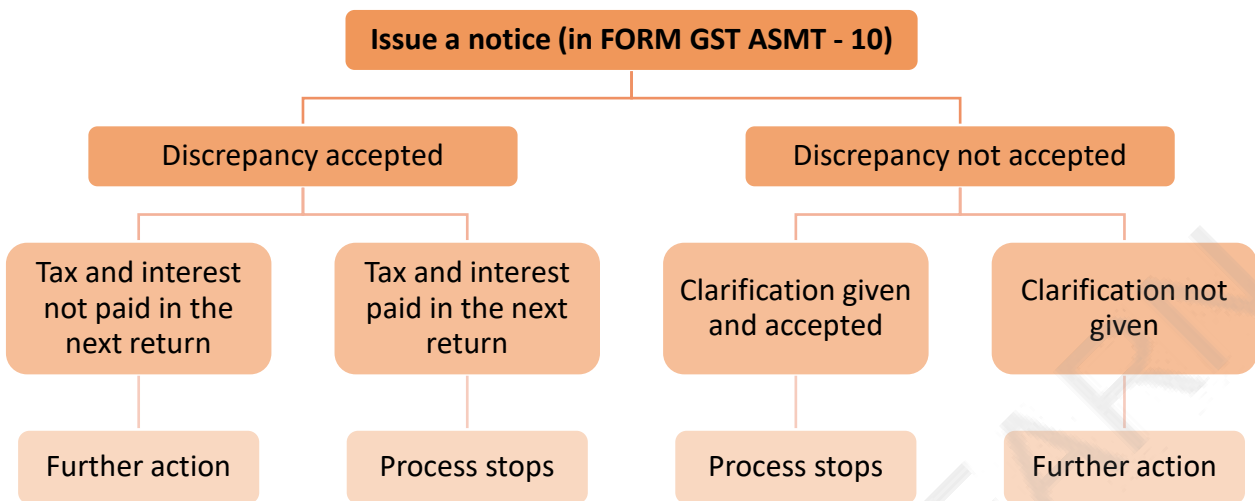 Issue a notice (in FORM GST ASMT - 10)
Discrepancy accepted
Discrepancy not accepted
Tax and interest
not paid in the
next return
Tax and interest
paid in the next
return
Clarification given
and accepted
Clarification not
given
Further action
Process stops
Process stops
Further action